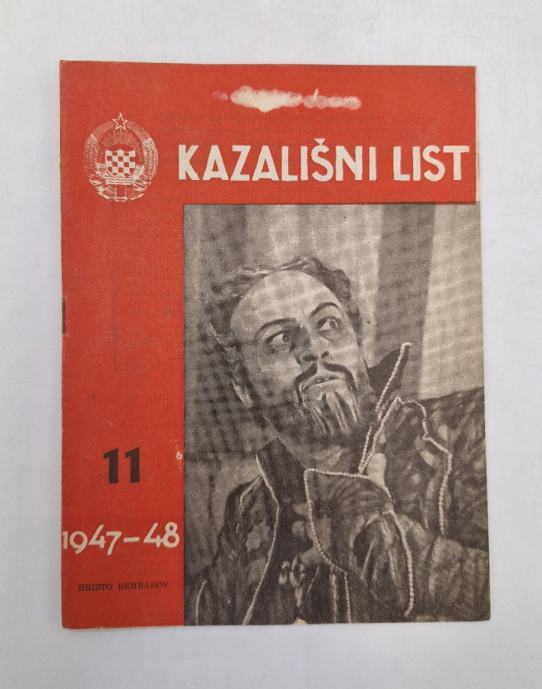 KAZALIŠNI LIST
11
1947-48
HRISTO BRMBAROV